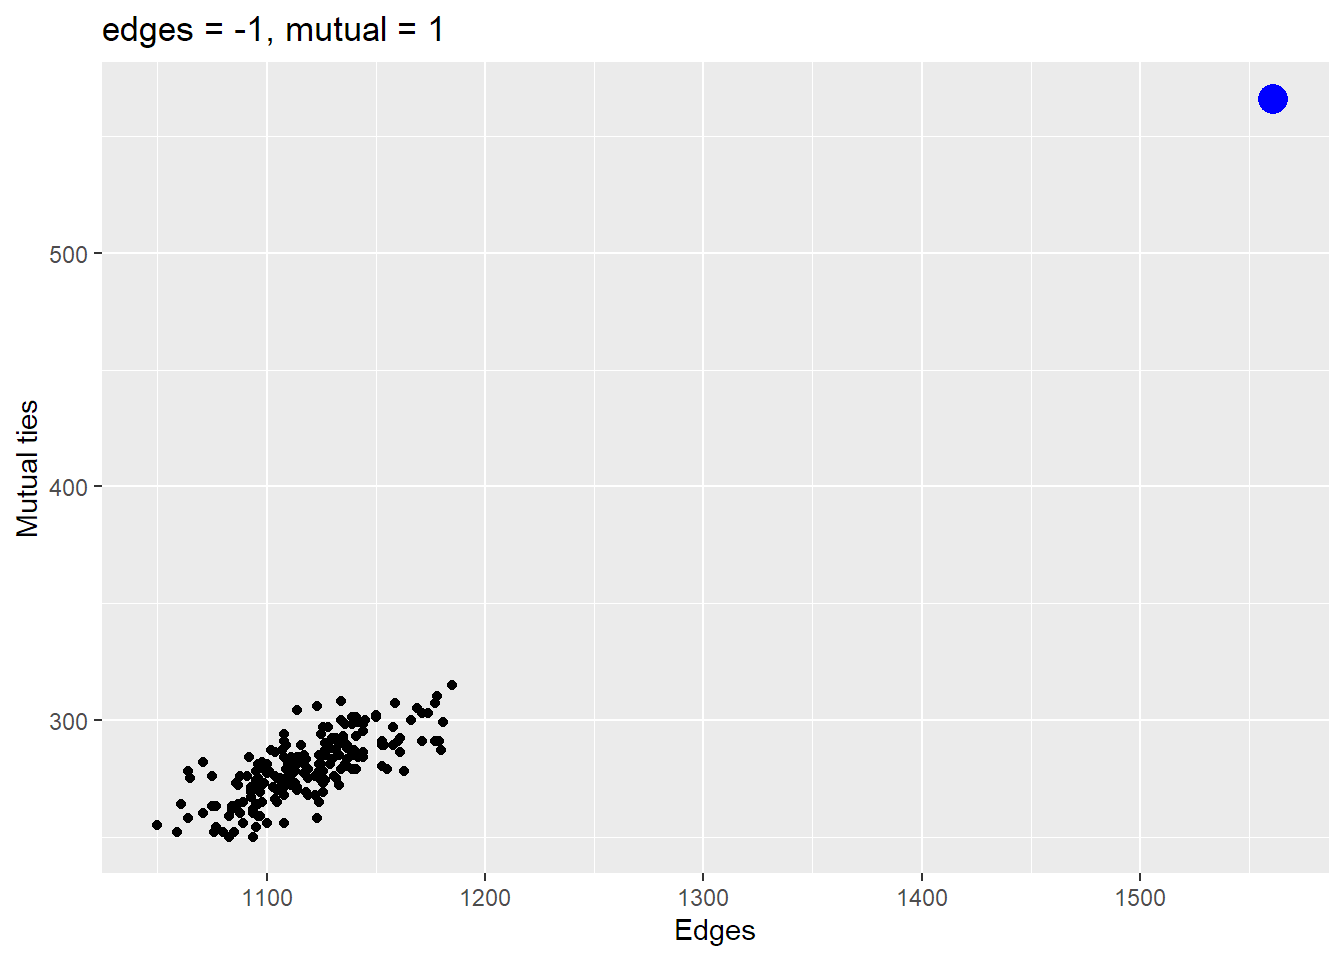 edges = -1, mutual = 1
Mutual ties
500
400
300
1100 1200 1300 1400 1500
Edges